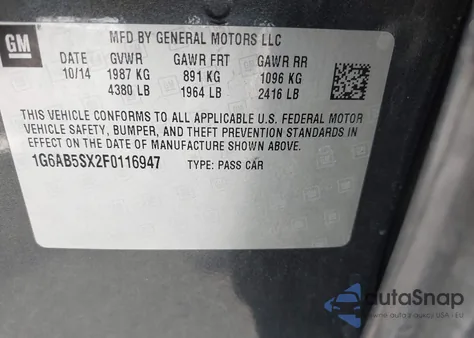 GM
MFD BY GENERAL MOTORS LLC
DATE GVWR GAWR FRT GAWR RR
10/14 1987 KG 891 KG 1096 KG
4380 LB 1964 LB 2416 LB
THIS VEHICLE CONFORMS TO ALL APPLICABLE U.S. FEDERAL MOTOR
VEHICLE SAFETY, BUMPER, AND THEFT PREVENTION STANDARDS IN
EFFECT ON THE DATE OF MANUFACTURE SHOWN ABOVE.
1G6AB5SX2F0116947 TYPE: PASS CAR
autoSnap